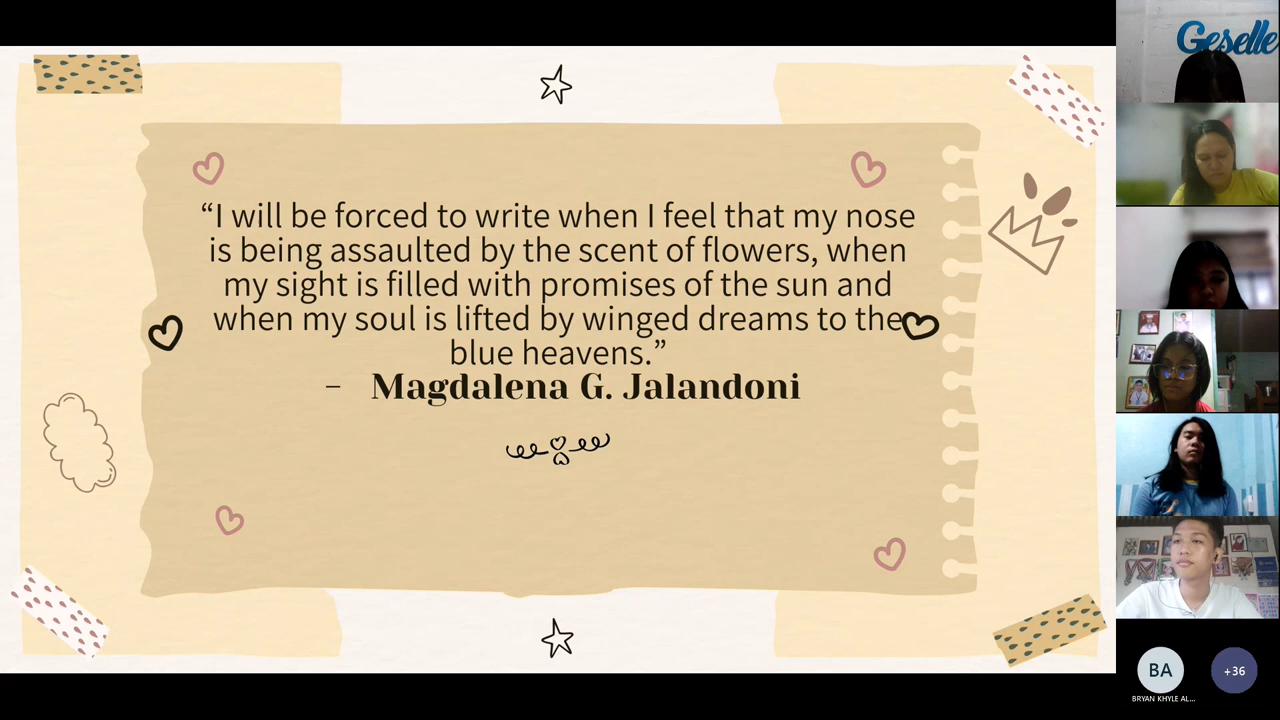 “I will be forced to write when I feel that my nose
is being assaulted by the scent of flowers, when
my sight is filled with promises of the sun and
when my soul is lifted by winged dreams to the
blue heavens.”
– Magdalena G. Jalandoni
Geselle
BA
+36
BRYAN KHYLE AL...